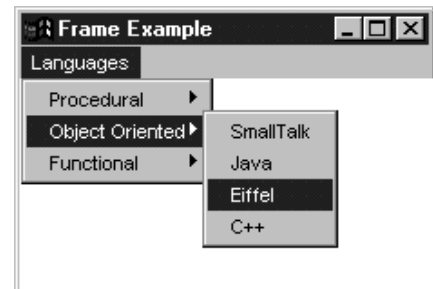 Frame Example
Languages
Procedural
Object Oriented
Functional
SmallTalk
Java
Eiffel
C++